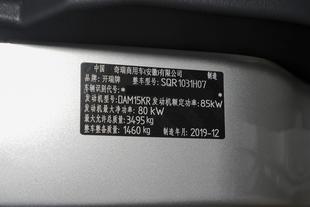 中国 奇瑞商用车(安徽)有限公司 制造
品牌：开瑞牌 整车型号：SQR1031H07
车辆识别代号：
* *
发动机型号：DAM15KR 发动机额定功率：85kW
发动机最大净功率：80 kW
最大允许总质量：3495 kg
整车整备质量：1460 kg 制造年月：2019-12